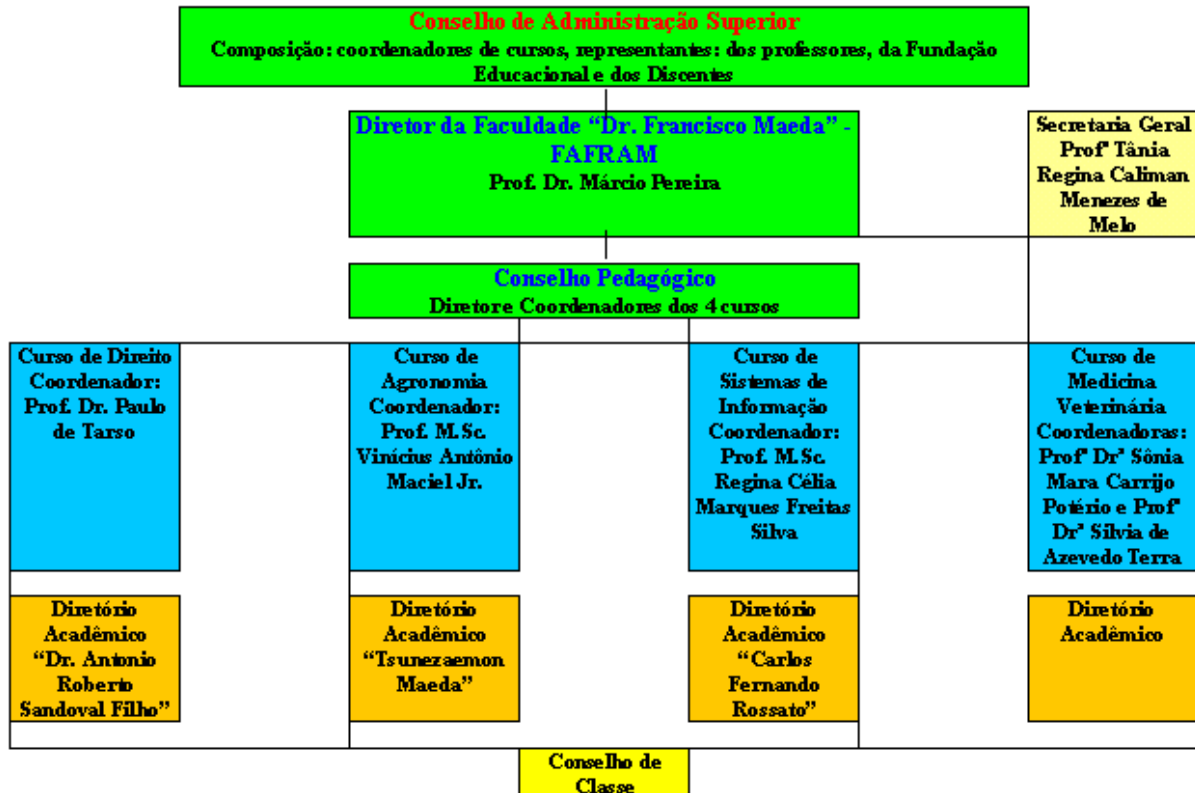 Conselho de Administração Superior
Composição: coordenadores de cursos, representantes: dos professores, da Fundação
Educacional e dos Discentes
Diretor da Faculdade “Dr. Francisco Maeda” -
FAFRAM
Prof. Dr. Márcio Pereira
Secretaria Geral
Profª Tânia
Regina Caliman
Menezes de
Melo
Conselho Pedagógico
Diretor e Coordenadores dos 4 cursos
Curso de Direito
Coordenador:
Prof. Dr. Paulo
de Tarso
Curso de
Agronomia
Coordenador:
Prof. M.Sc.
Vinícius Antônio
Maciel Jr.
Curso de
Sistemas de
Informação
Coordenador:
Prof. M.Sc.
Regina Célia
Marques Freitas
Silva
Curso de
Medicina
Veterinária
Coordenadoras:
Profª Drª Sônia
Mara Carrijo
Potério e Profª
Drª Sílvia de
Azevedo Terra
Diretório
Acadêmico
“Dr. Antonio
Roberto
Sandoval Filho”
Diretório
Acadêmico
“Tsunezaemon
Maeda”
Diretório
Acadêmico
“Carlos
Fernando
Rossato”
Diretório
Acadêmico
Conselho de
Classe